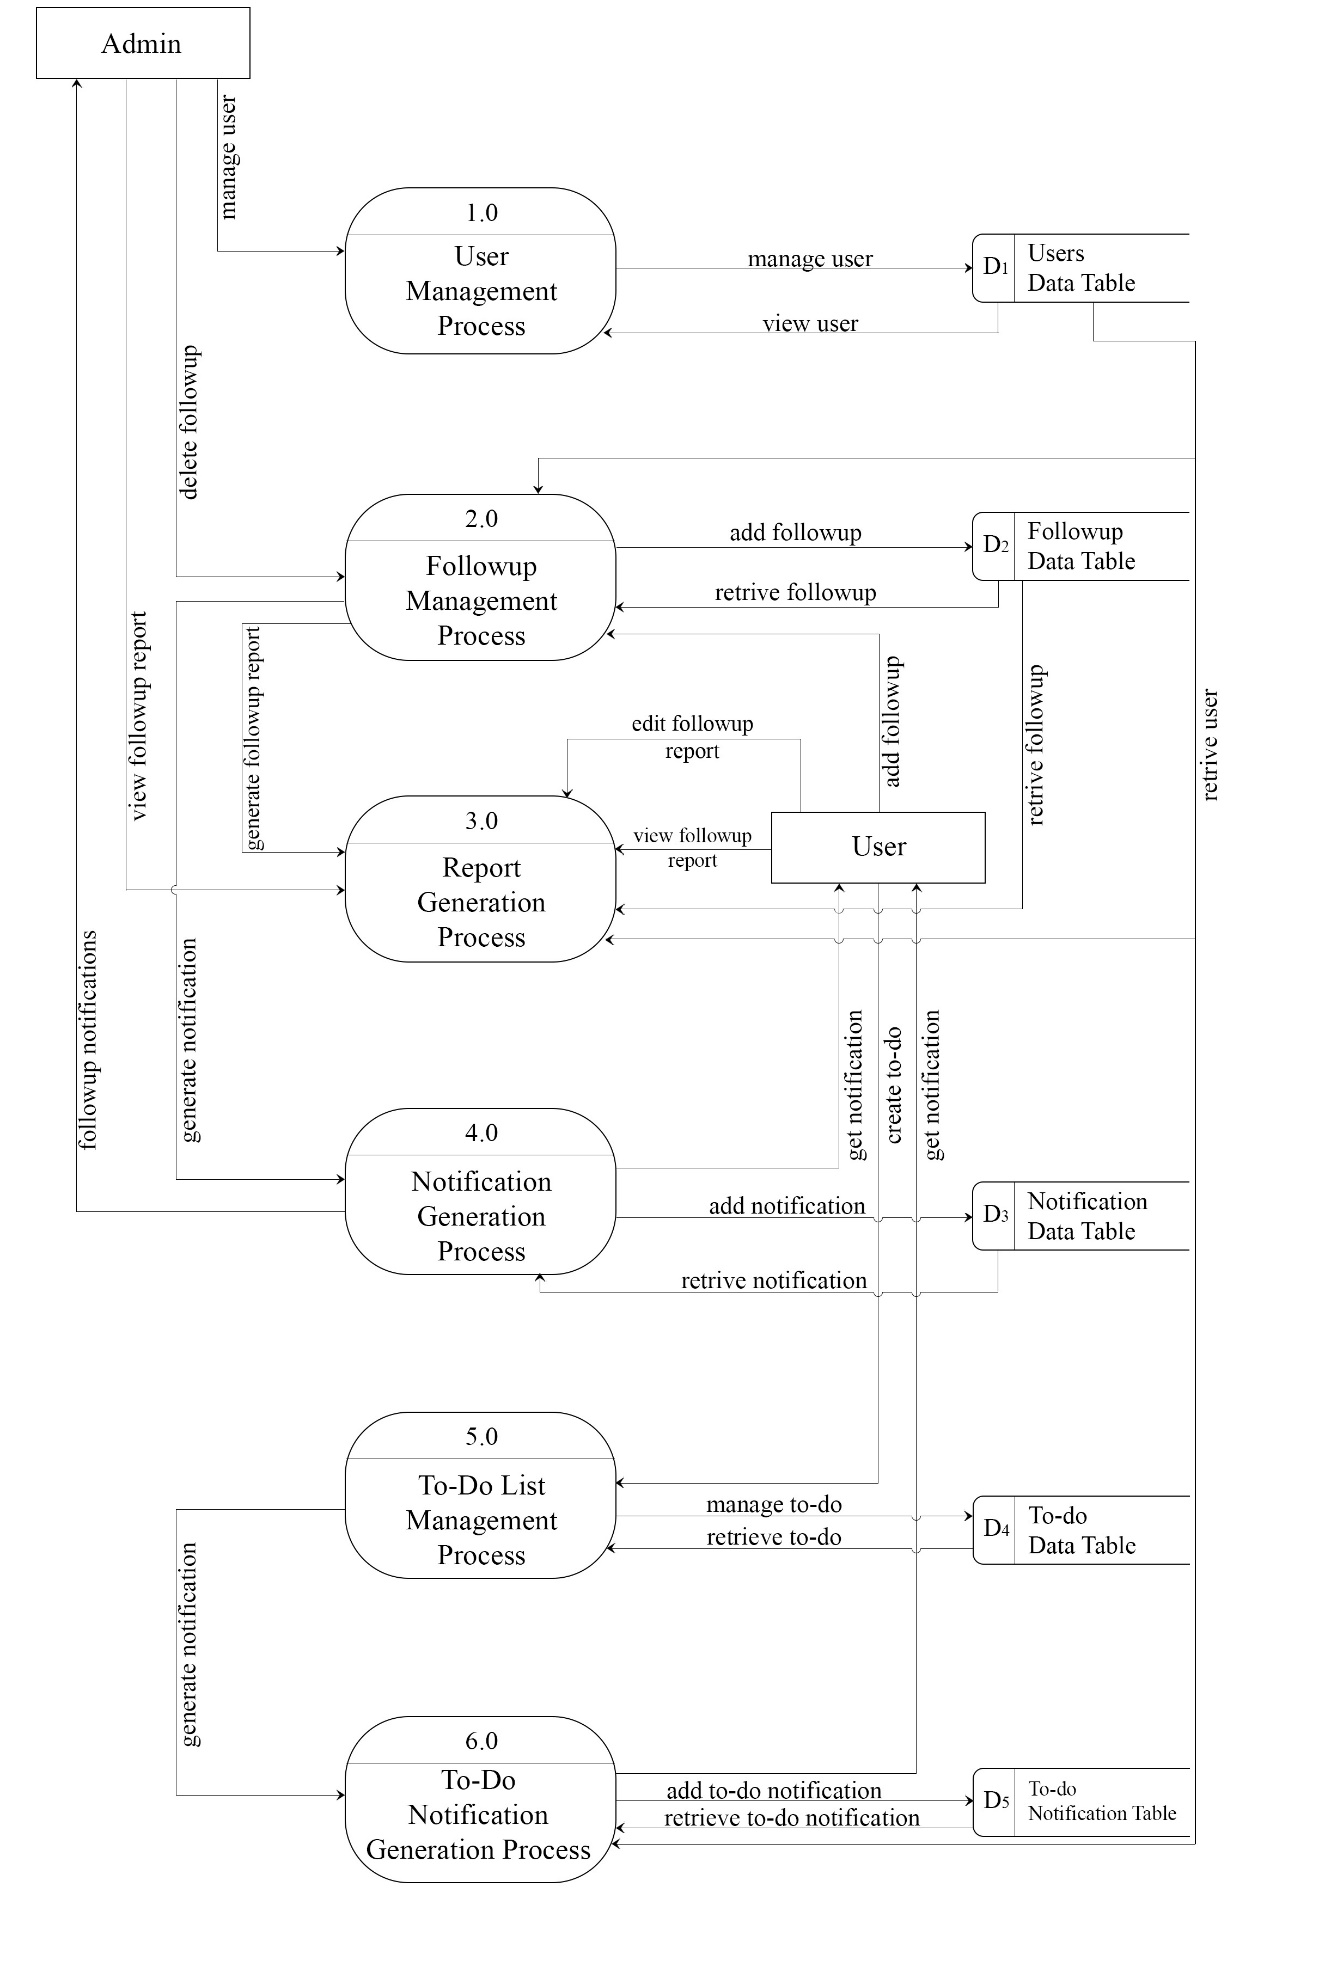 Admin
manage user
1.0
User
Management
Process
manage user
view user
D1
Users
Data Table
delete followup
2.0
Followup
Management
Process
add followup
retrive followup
D2
Followup
Data Table
view followup report
generate followup report
edit followup
report
add followup
retrive followup
retrive user
3.0
Report
Generation
Process
view followup
report
User
followup notifications
generate notification
get notification
create to-do
get notification
4.0
Notification
Generation
Process
add notification
retrive notification
D3
Notification
Data Table
5.0
To-Do List
Management
Process
manage to-do
retrieve to-do
D4
To-do
Data Table
generate notification
6.0
To-Do
Notification
Generation Process
add to-do notification
retrieve to-do notification
D5
To-do
Notification Table